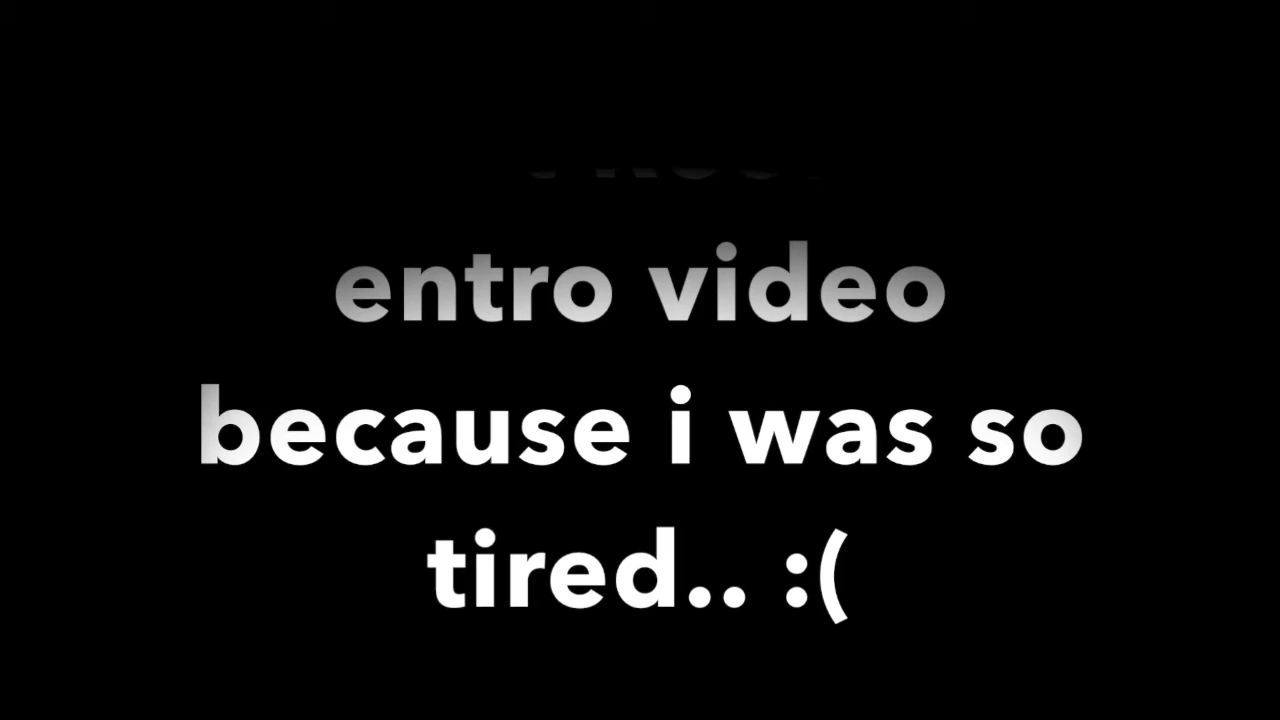 entro video
because i was so
tired.. :(